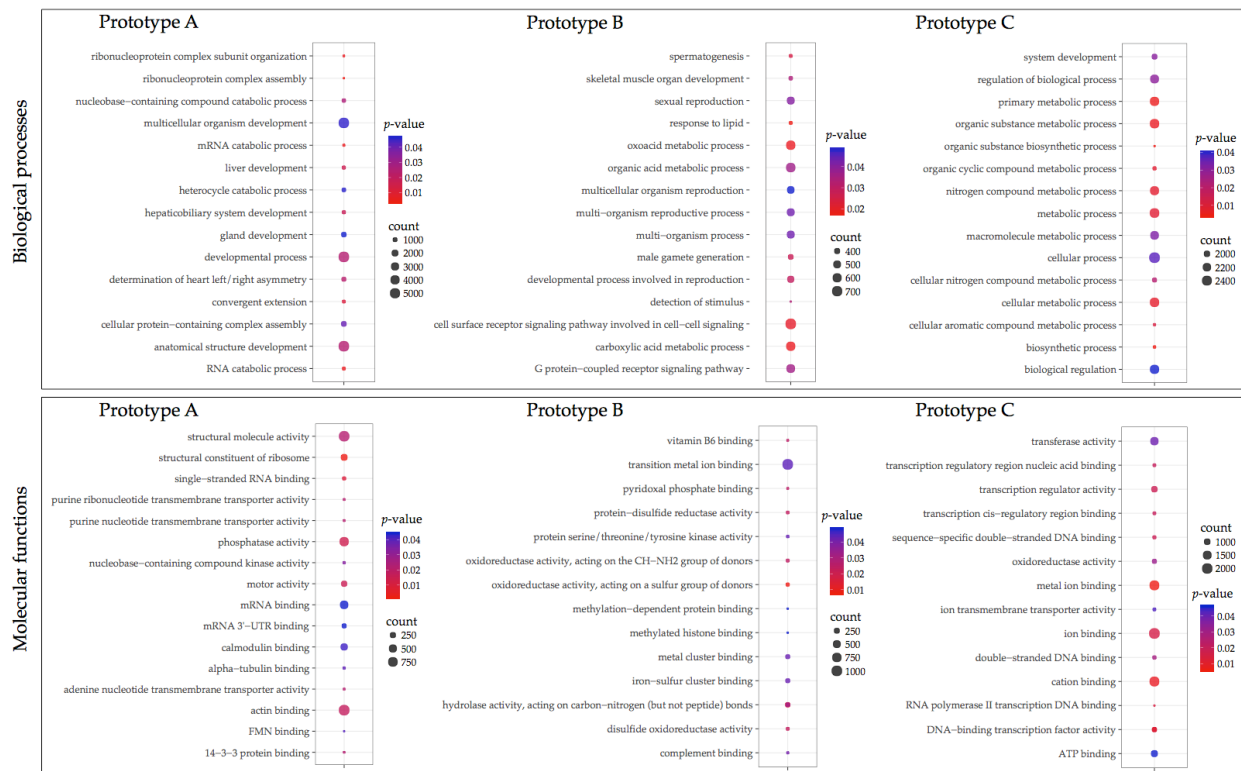 Biological processes
Prototype A
ribonucleoprotein complex subunit organization
ribonucleoprotein complex assembly
nucleobase−containing compound catabolic process
multicellular organism development
mRNA catabolic process
liver development
heterocycle catabolic process
hepaticobiliary system development
gland development
developmental process
determination of heart left/right asymmetry
convergent extension
cellular protein−containing complex assembly
anatomical structure development
RNA catabolic process
p-value
0.04
0.03
0.02
0.01
count
1000
2000
3000
4000
5000
Prototype B
spermatogenesis
skeletal muscle organ development
sexual reproduction
response to lipid
oxoacid metabolic process
organic acid metabolic process
multicellular organism reproduction
multi−organism reproductive process
multi−organism process
male gamete generation
developmental process involved in reproduction
detection of stimulus
cell surface receptor signaling pathway involved in cell−cell signaling
carboxylic acid metabolic process
G protein−coupled receptor signaling pathway
p-value
0.04
0.03
0.02
count
400
500
600
700
Prototype C
system development
regulation of biological process
primary metabolic process
organic substance metabolic process
organic substance biosynthetic process
organic cyclic compound metabolic process
nitrogen compound metabolic process
metabolic process
macromolecule metabolic process
cellular process
cellular nitrogen compound metabolic process
cellular metabolic process
cellular aromatic compound metabolic process
biosynthetic process
biological regulation
p-value
0.04
0.03
0.02
0.01
count
2000
2200
2400
Molecular functions
Prototype A
structural molecule activity
structural constituent of ribosome
single−stranded RNA binding
purine ribonucleotide transmembrane transporter activity
purine nucleotide transmembrane transporter activity
phosphatase activity
nucleobase−containing compound kinase activity
motor activity
mRNA binding
mRNA 3'−UTR binding
calmodulin binding
alpha−tubulin binding
adenine nucleotide transmembrane transporter activity
actin binding
FMN binding
14−3−3 protein binding
p-value
0.04
0.03
0.02
0.01
count
250
500
750
Prototype B
vitamin B6 binding
transition metal ion binding
pyridoxal phosphate binding
protein−disulfide reductase activity
protein serine/threonine/tyrosine kinase activity
oxidoreductase activity, acting on the CH−NH2 group of donors
oxidoreductase activity, acting on a sulfur group of donors
methylation−dependent protein binding
methylated histone binding
metal cluster binding
iron−sulfur cluster binding
hydrolase activity, acting on carbon−nitrogen (but not peptide) bonds
disulfide oxidoreductase activity
complement binding
p-value
0.04
0.03
0.02
0.01
count
250
500
750
1000
Prototype C
transferase activity
transcription regulatory region nucleic acid binding
transcription regulator activity
transcription cis−regulatory region binding
sequence−specific double−stranded DNA binding
oxidoreductase activity
metal ion binding
ion transmembrane transporter activity
ion binding
double−stranded DNA binding
cation binding
RNA polymerase II transcription DNA binding
DNA−binding transcription factor activity
ATP binding
count
1000
1500
2000
p-value
0.04
0.03
0.02
0.01